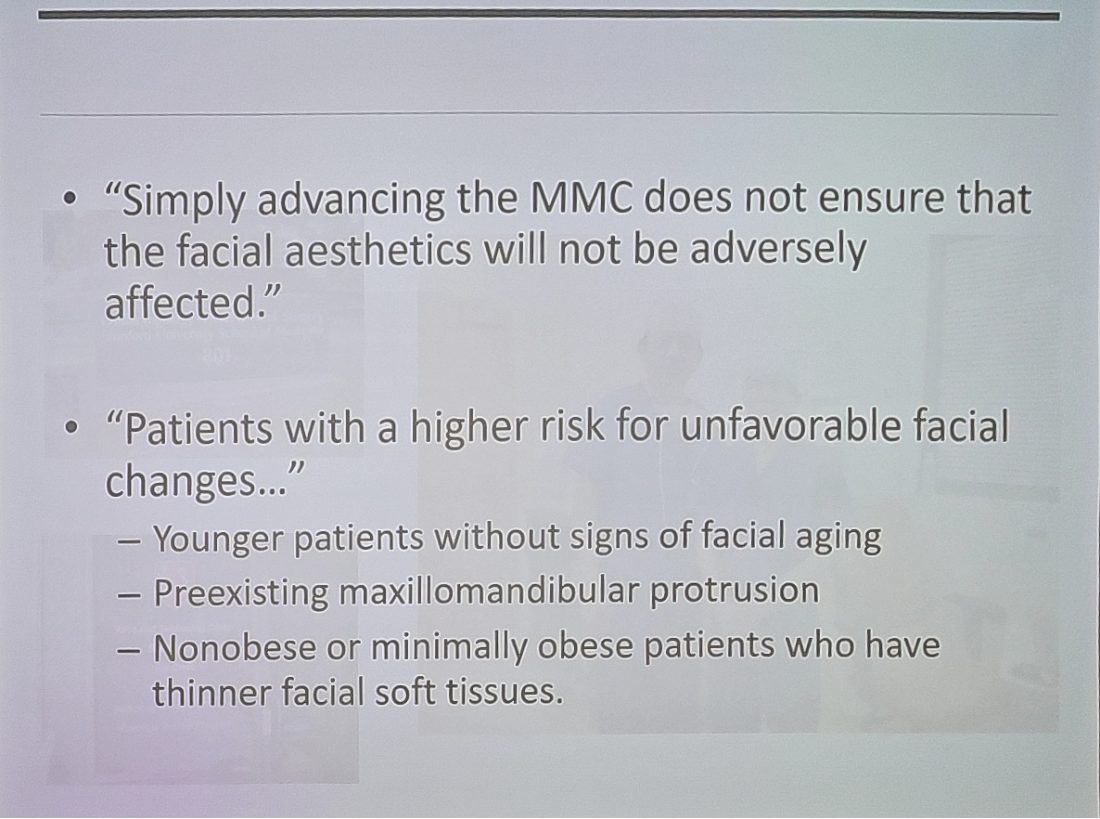 • “Simply advancing the MMC does not ensure that
the facial aesthetics will not be adversely
affected.”
• “Patients with a higher risk for unfavorable facial
changes...”
– Younger patients without signs of facial aging
– Preexisting maxillomandibular protrusion
– Nonobese or minimally obese patients who have
thinner facial soft tissues.